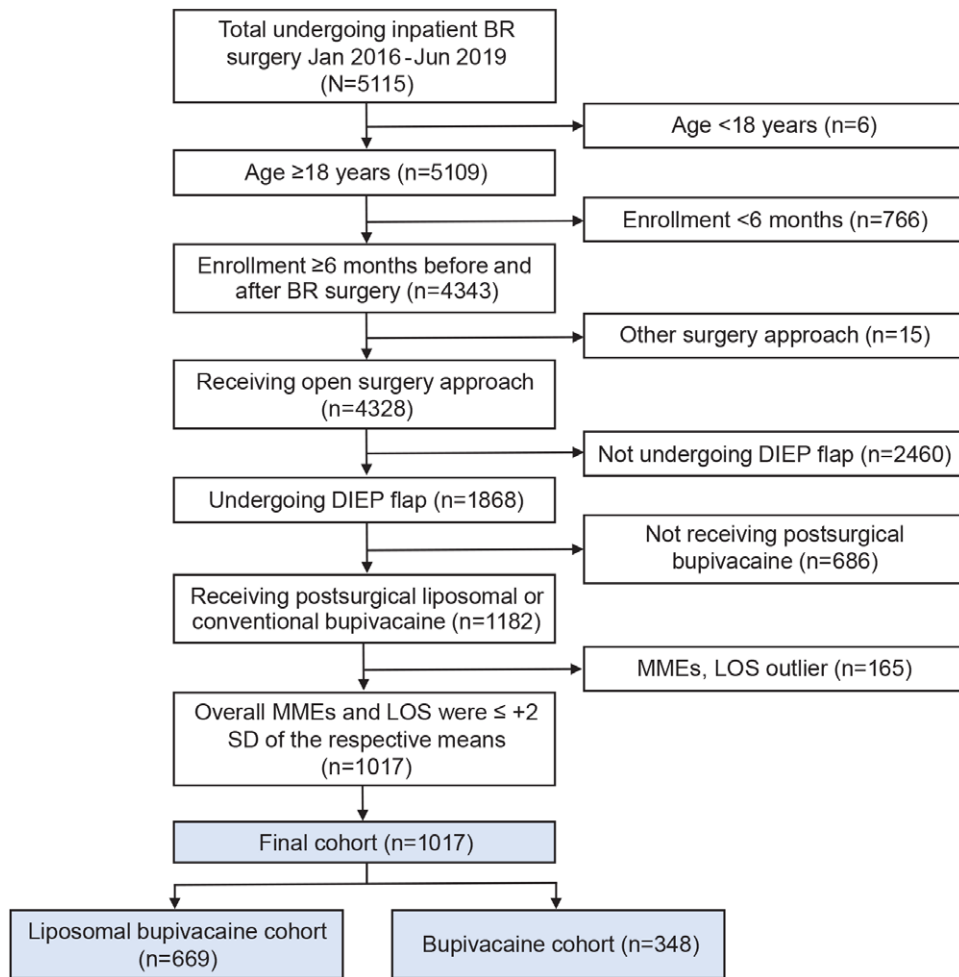 Total undergoing inpatient BR
surgery Jan 2016-Jun 2019
(N=5115)
Age <18 years (n=6)
Age ≥18 years (n=5109)
Enrollment <6 months (n=766)
Enrollment ≥6 months before and
after BR surgery (n=4343)
Other surgery approach (n=15)
Receiving open surgery approach
(n=4328)
Not undergoing DIEP flap (n=2460)
Undergoing DIEP flap (n=1868)
Not receiving postsurgical
bupivacaine (n=686)
Receiving postsurgical liposomal or
conventional bupivacaine (n=1182)
MMEs, LOS outlier (n=165)
Overall MMEs and LOS were ≤ +2
SD of the respective means
(n=1017)
Final cohort (n=1017)
Liposomal bupivacaine cohort
(n=669)
Bupivacaine cohort (n=348)